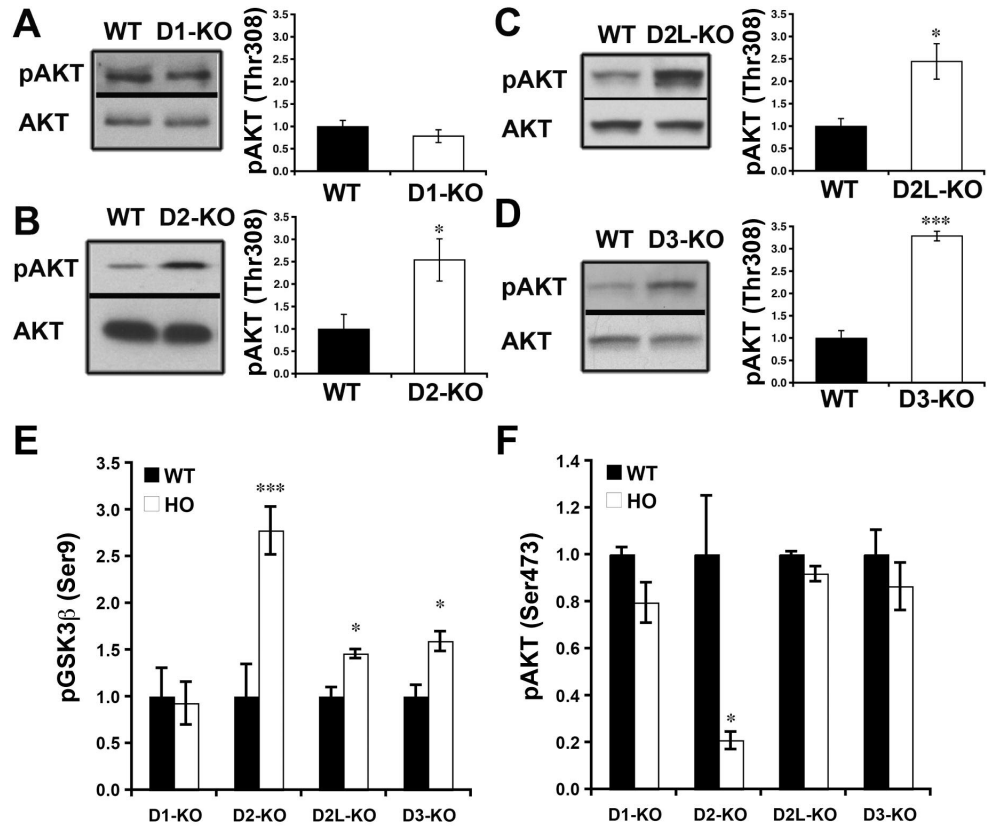 A
WT D1-KO
pAKT
AKT
pAKT (Thr308)
3.5
3.0
2.5
2.0
1.5
1.0
0.5
0.0
WT D1-KO
B
WT D2-KO
pAKT
AKT
pAKT (Thr308)
3.5
3.0
2.5
2.0
1.5
1.0
0.5
0.0
*
WT D2-KO
C
WT D2L-KO
pAKT
AKT
pAKT (Thr308)
3.5
3.0
2.5
2.0
1.5
1.0
0.5
0.0
*
WT D2L-KO
D
WT D3-KO
pAKT
AKT
pAKT (Thr308)
3.5
3.0
2.5
2.0
1.5
1.0
0.5
0.0
***
WT D3-KO
E
pGSK3β (Ser9)
3.5
3.0
2.5
2.0
1.5
1.0
0.5
0.0
WT
HO
***
*
*
D1-KO D2-KO D2L-KO D3-KO
F
pAKT (Ser473)
1.4
1.2
1.0
0.8
0.6
0.4
0.2
0.0
WT
HO
*
D1-KO D2-KO D2L-KO D3-KO